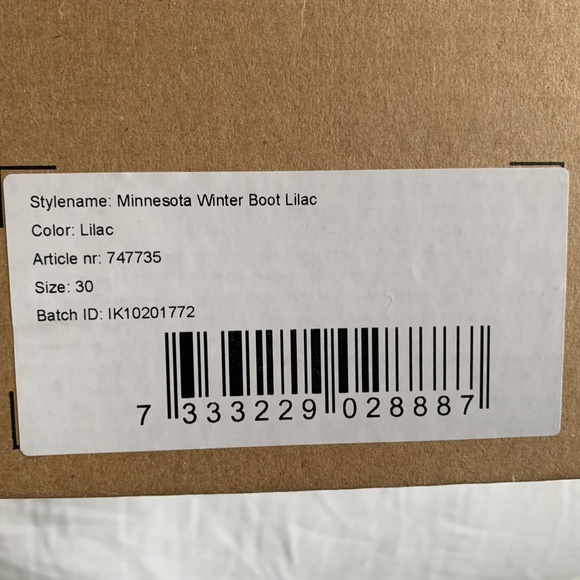 Stylename: Minnesota Winter Boot Lilac
Color: Lilac
Article nr: 747735
Size: 30
Batch ID: IK10201772
7 333229 028887